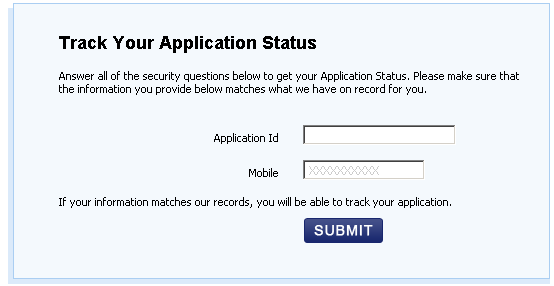 Track Your Application Status
Answer all of the security questions below to get your Application Status. Please make sure that
the information you provide below matches what we have on record for you.
Application Id
Mobile XXXXXXXXXX
If your information matches our records, you will be able to track your application.
SUBMIT